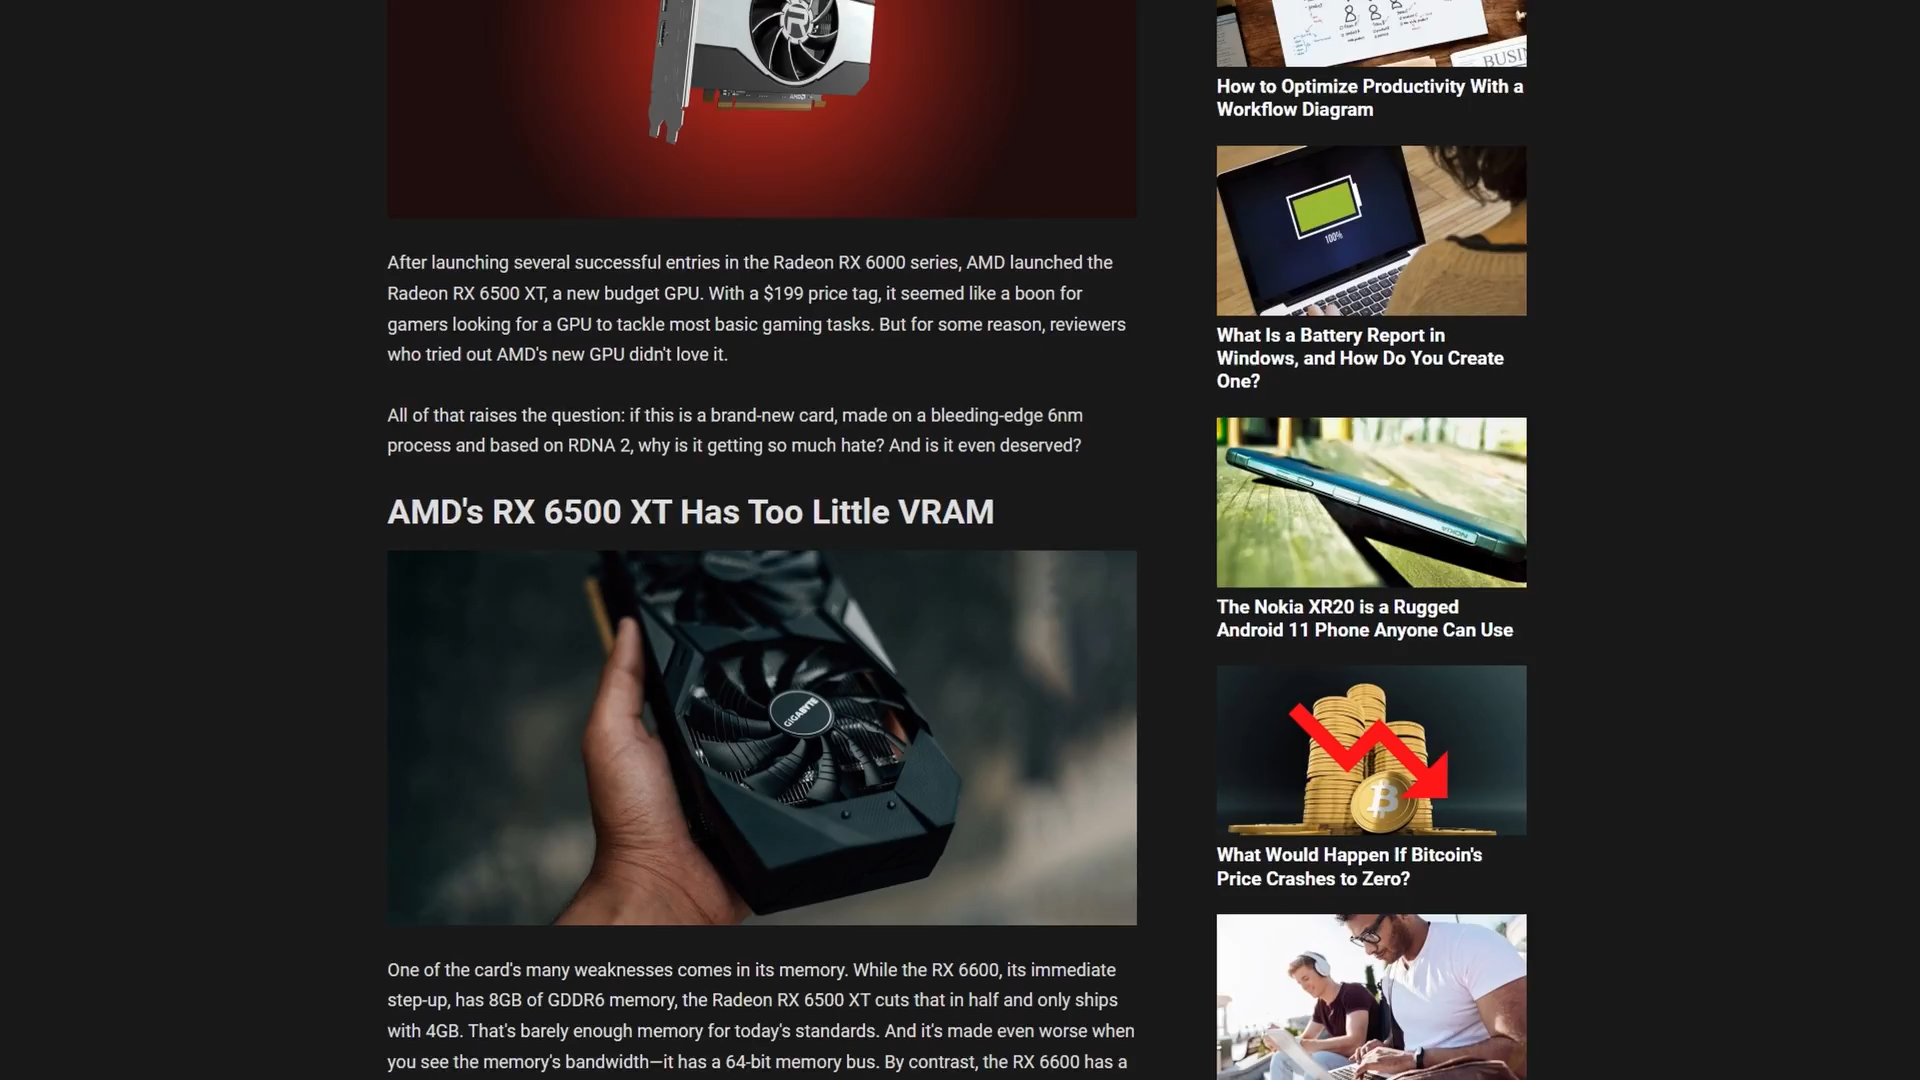 After launching several successful entries in the Radeon RX 6000 series, AMD launched the
Radeon RX 6500 XT, a new budget GPU. With a $199 price tag, it seemed like a boon for
gamers looking for a GPU to tackle most basic gaming tasks. But for some reason, reviewers
who tried out AMD's new GPU didn't love it.
All of that raises the question: if this is a brand-new card, made on a bleeding-edge 6nm
process and based on RDNA 2, why is it getting so much hate? And is it even deserved?
AMD's RX 6500 XT Has Too Little VRAM
GIGABYTE
One of the card's many weaknesses comes in its memory. While the RX 6600, its immediate
step-up, has 8GB of GDDR6 memory, the Radeon RX 6500 XT cuts that in half and only ships
with 4GB. That's barely enough memory for today's standards. And it's made even worse when
you see the memory's bandwidth—it has a 64-bit memory bus. By contrast, the RX 6600 has a
BUSI
How to Optimize Productivity With a
Workflow Diagram
100%
What Is a Battery Report in
Windows, and How Do You Create
One?
NOKIA
The Nokia XR20 is a Rugged
Android 11 Phone Anyone Can Use
What Would Happen If Bitcoin's
Price Crashes to Zero?